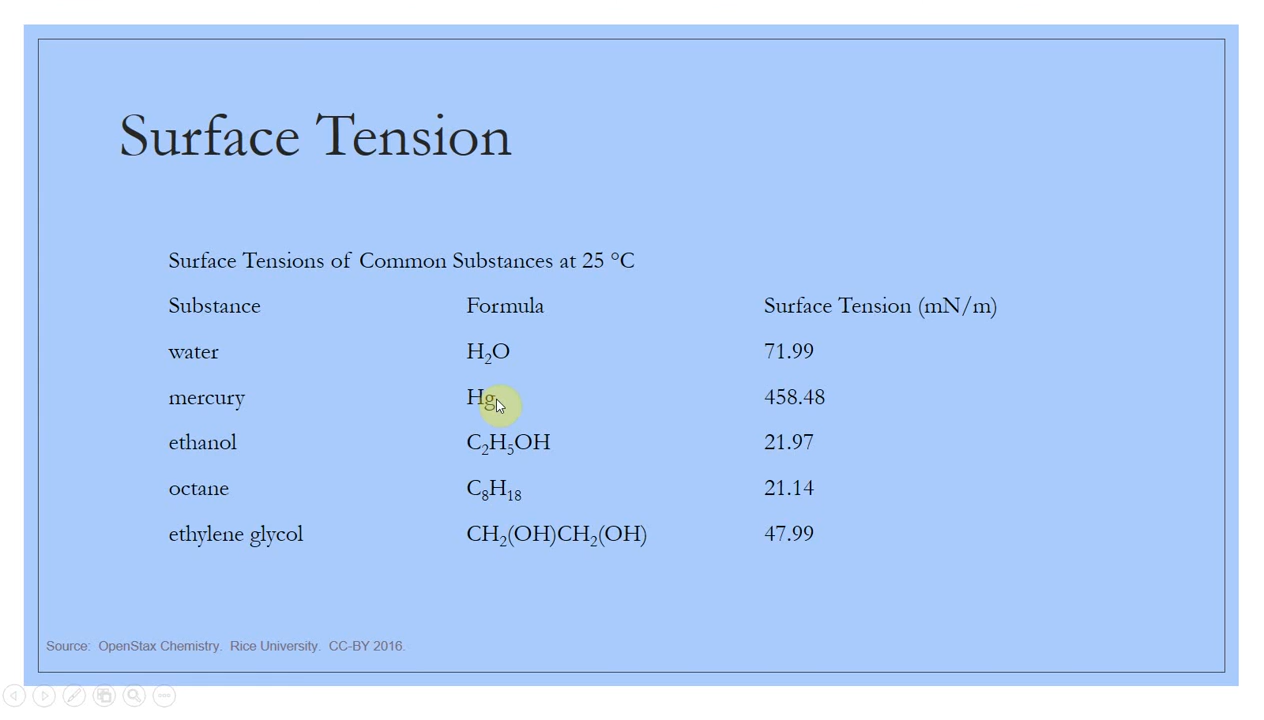 Surface Tension
Surface Tensions of Common Substances at 25 °C
Substance Formula Surface Tension (mN/m)
water H₂O 71.99
mercury Hg 458.48
ethanol C₂H₅OH 21.97
octane C₈H₁₈ 21.14
ethylene glycol CH₂(OH)CH₂(OH) 47.99
Source: OpenStax Chemistry. Rice University. CC-BY 2016.